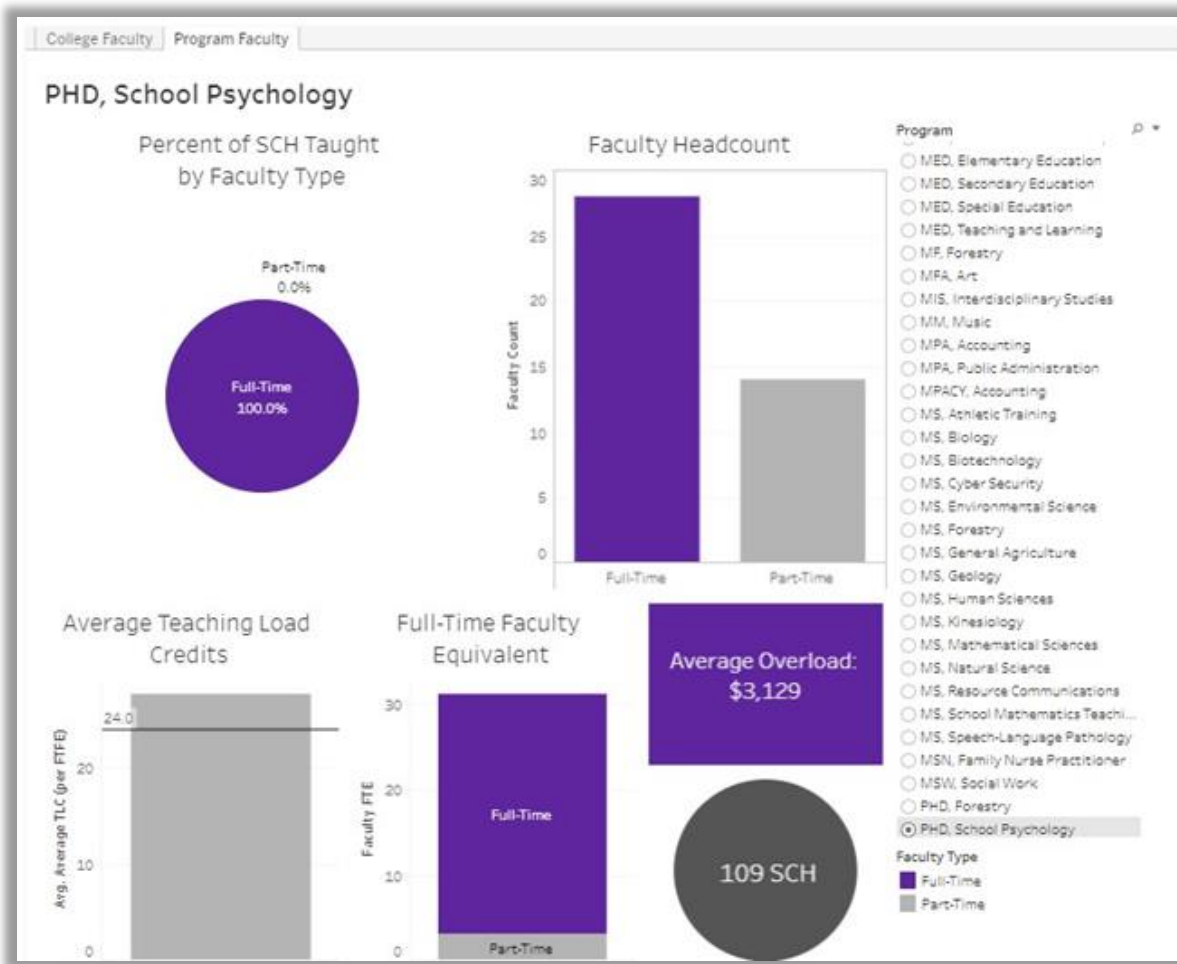 College Faculty
Program Faculty
PHD, School Psychology
Percent of SCH Taught
by Faculty Type
Part-Time
0.0%
Full-Time
100.0%
Faculty Headcount
Faculty Count
30
25
20
15
10
5
0
Full-Time
Part-Time
Average Teaching Load
Credits
Avg. Average TLC (per FTFE)
24.0
20
10
0
Full-Time Faculty
Equivalent
Faculty FTE
30
20
10
0
Full-Time
Part-Time
Average Overload:
$3,129
109 SCH
Program
MED, Elementary Education
MED, Secondary Education
MED, Special Education
MED, Teaching and Learning
MF, Forestry
MFA, Art
MIS, Interdisciplinary Studies
MM, Music
MPA, Accounting
MPA, Public Administration
MPACY, Accounting
MS, Athletic Training
MS, Biology
MS, Biotechnology
MS, Cyber Security
MS, Environmental Science
MS, Forestry
MS, General Agriculture
MS, Geology
MS, Human Sciences
MS, Kinesiology
MS, Mathematical Sciences
MS, Natural Science
MS, Resource Communications
MS, School Mathematics Teachi...
MS, Speech-Language Pathology
MSN, Family Nurse Practitioner
MSW, Social Work
PHD, Forestry
PHD, School Psychology
Faculty Type
Full-Time
Part-Time